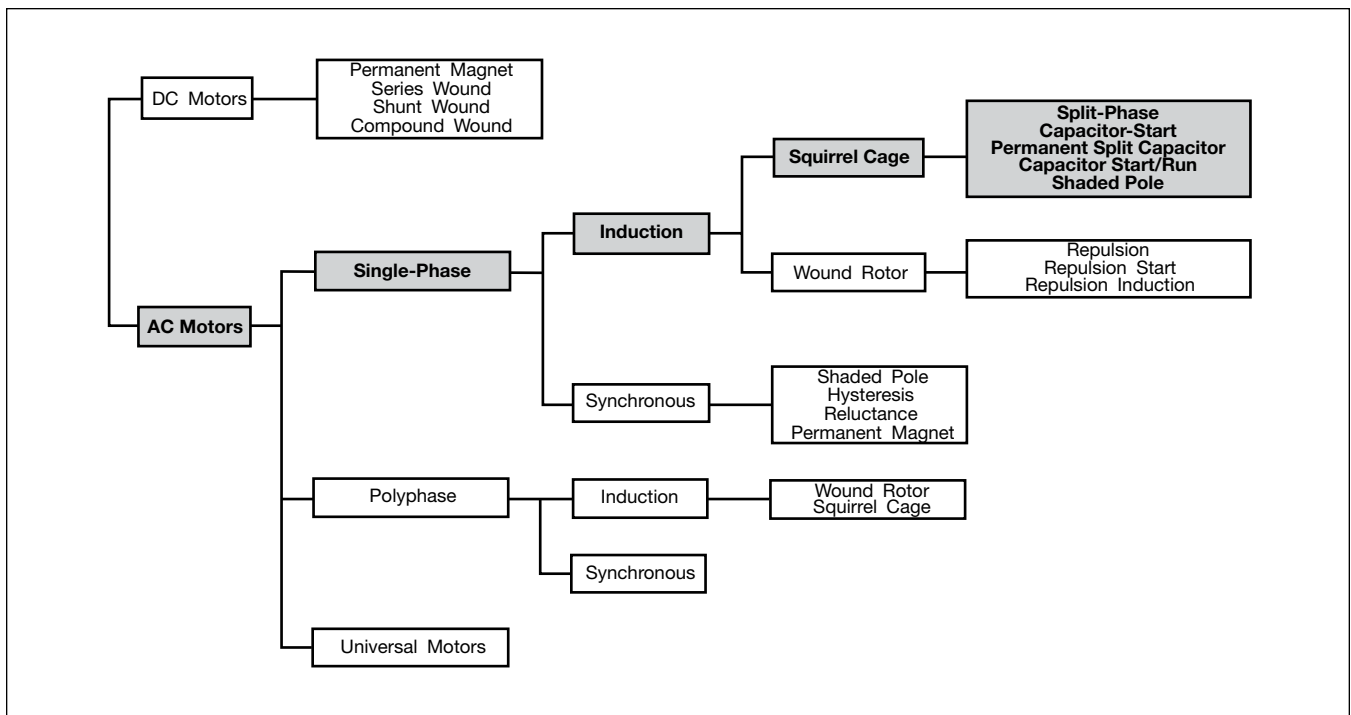 DC Motors
Permanent Magnet
Series Wound
Shunt Wound
Compound Wound
AC Motors
Single-Phase
Induction
Squirrel Cage
Split-Phase
Capacitor-Start
Permanent Split Capacitor
Capacitor Start/Run
Shaded Pole
Wound Rotor
Repulsion
Repulsion Start
Repulsion Induction
Synchronous
Shaded Pole
Hysteresis
Reluctance
Permanent Magnet
Polyphase
Induction
Wound Rotor
Squirrel Cage
Synchronous
Universal Motors